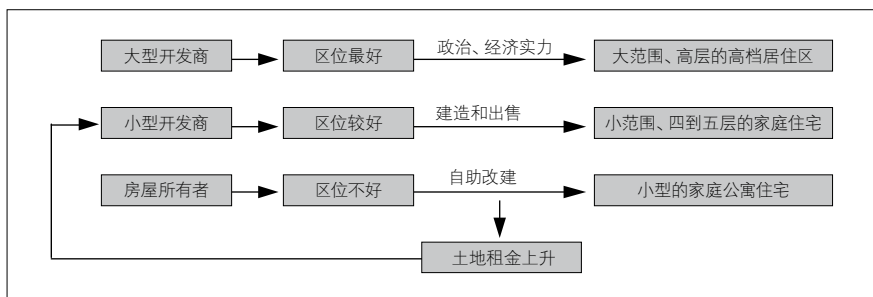 大型开发商
区位最好
政治、经济实力
大范围、高层的高档居住区
小型开发商
区位较好
建造和出售
小范围、四到五层的家庭住宅
房屋所有者
区位不好
自助改建
小型的家庭公寓住宅
土地租金上升